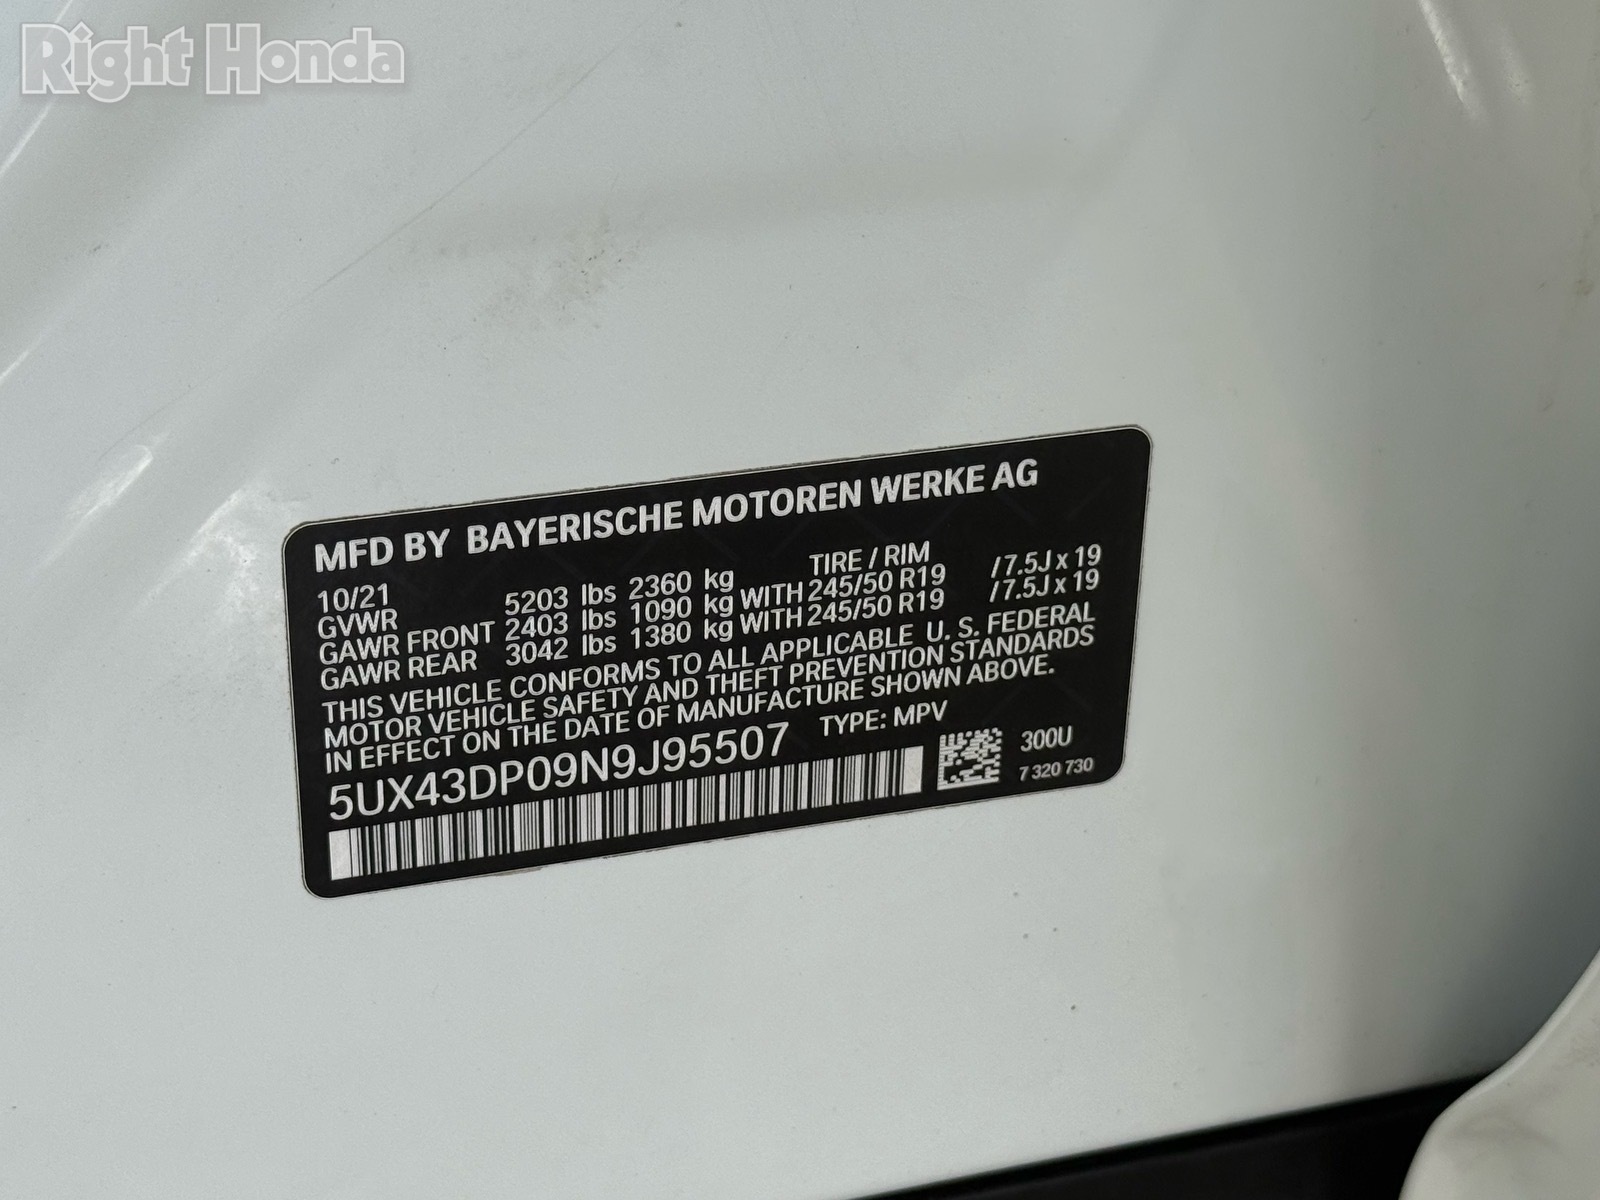 Right Honda
MFD BY BAYERISCHE MOTOREN WERKE AG
10/21 TIRE / RIM
GVWR 5203 lbs 2360 kg
GAWR FRONT 2403 lbs 1090 kg WITH 245/50 R19 / 7.5J x 19
GAWR REAR 3042 lbs 1380 kg WITH 245/50 R19 / 7.5J x 19
THIS VEHICLE CONFORMS TO ALL APPLICABLE U. S. FEDERAL
MOTOR VEHICLE SAFETY AND THEFT PREVENTION STANDARDS
IN EFFECT ON THE DATE OF MANUFACTURE SHOWN ABOVE.
5UX43DP09N9J95507 TYPE: MPV
300U
7 320 730